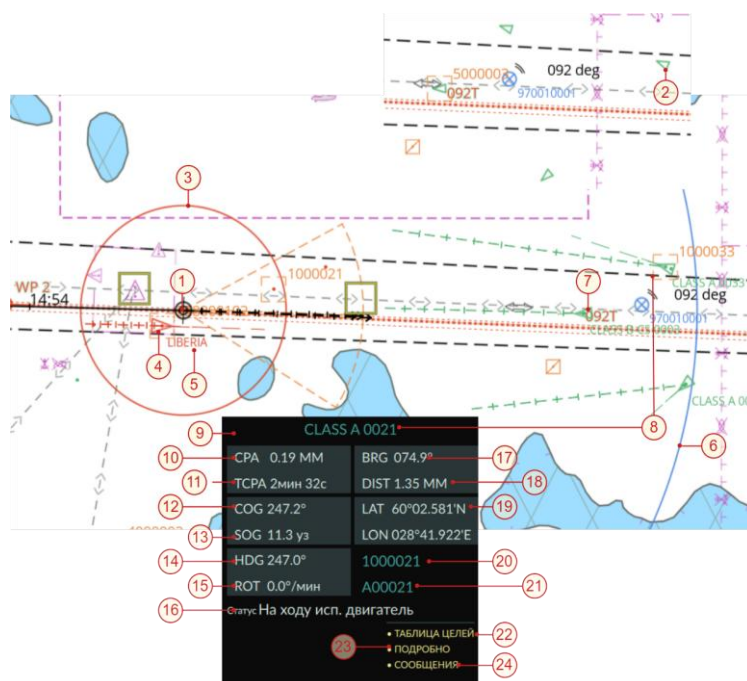 5000003
092 deg
2
092T
970010001
3
1
1000021
7
1000033
CLASS A 0033
WP 2
14:54
092 deg
092T
970010001
4
LIBERIA
5
8
CLASS A 00
6
9
CLASS A 0021
10
CPA 0.19 ММ
BRG 074.9°
17
11
TCPA 2мин 32с
DIST 1.35 ММ
18
12
COG 247.2°
LAT 60°02.581'N
19
13
SOG 11.3 уз
LON 028°41.922'E
14
HDG 247.0°
1000021
20
15
ROT 0.0°/мин
A00021
21
16
Статус На ходу исп. двигатель
• ТАБЛИЦА ЦЕЛЕЙ
22
23
• ПОДРОБНО
• СООБЩЕНИЯ
24